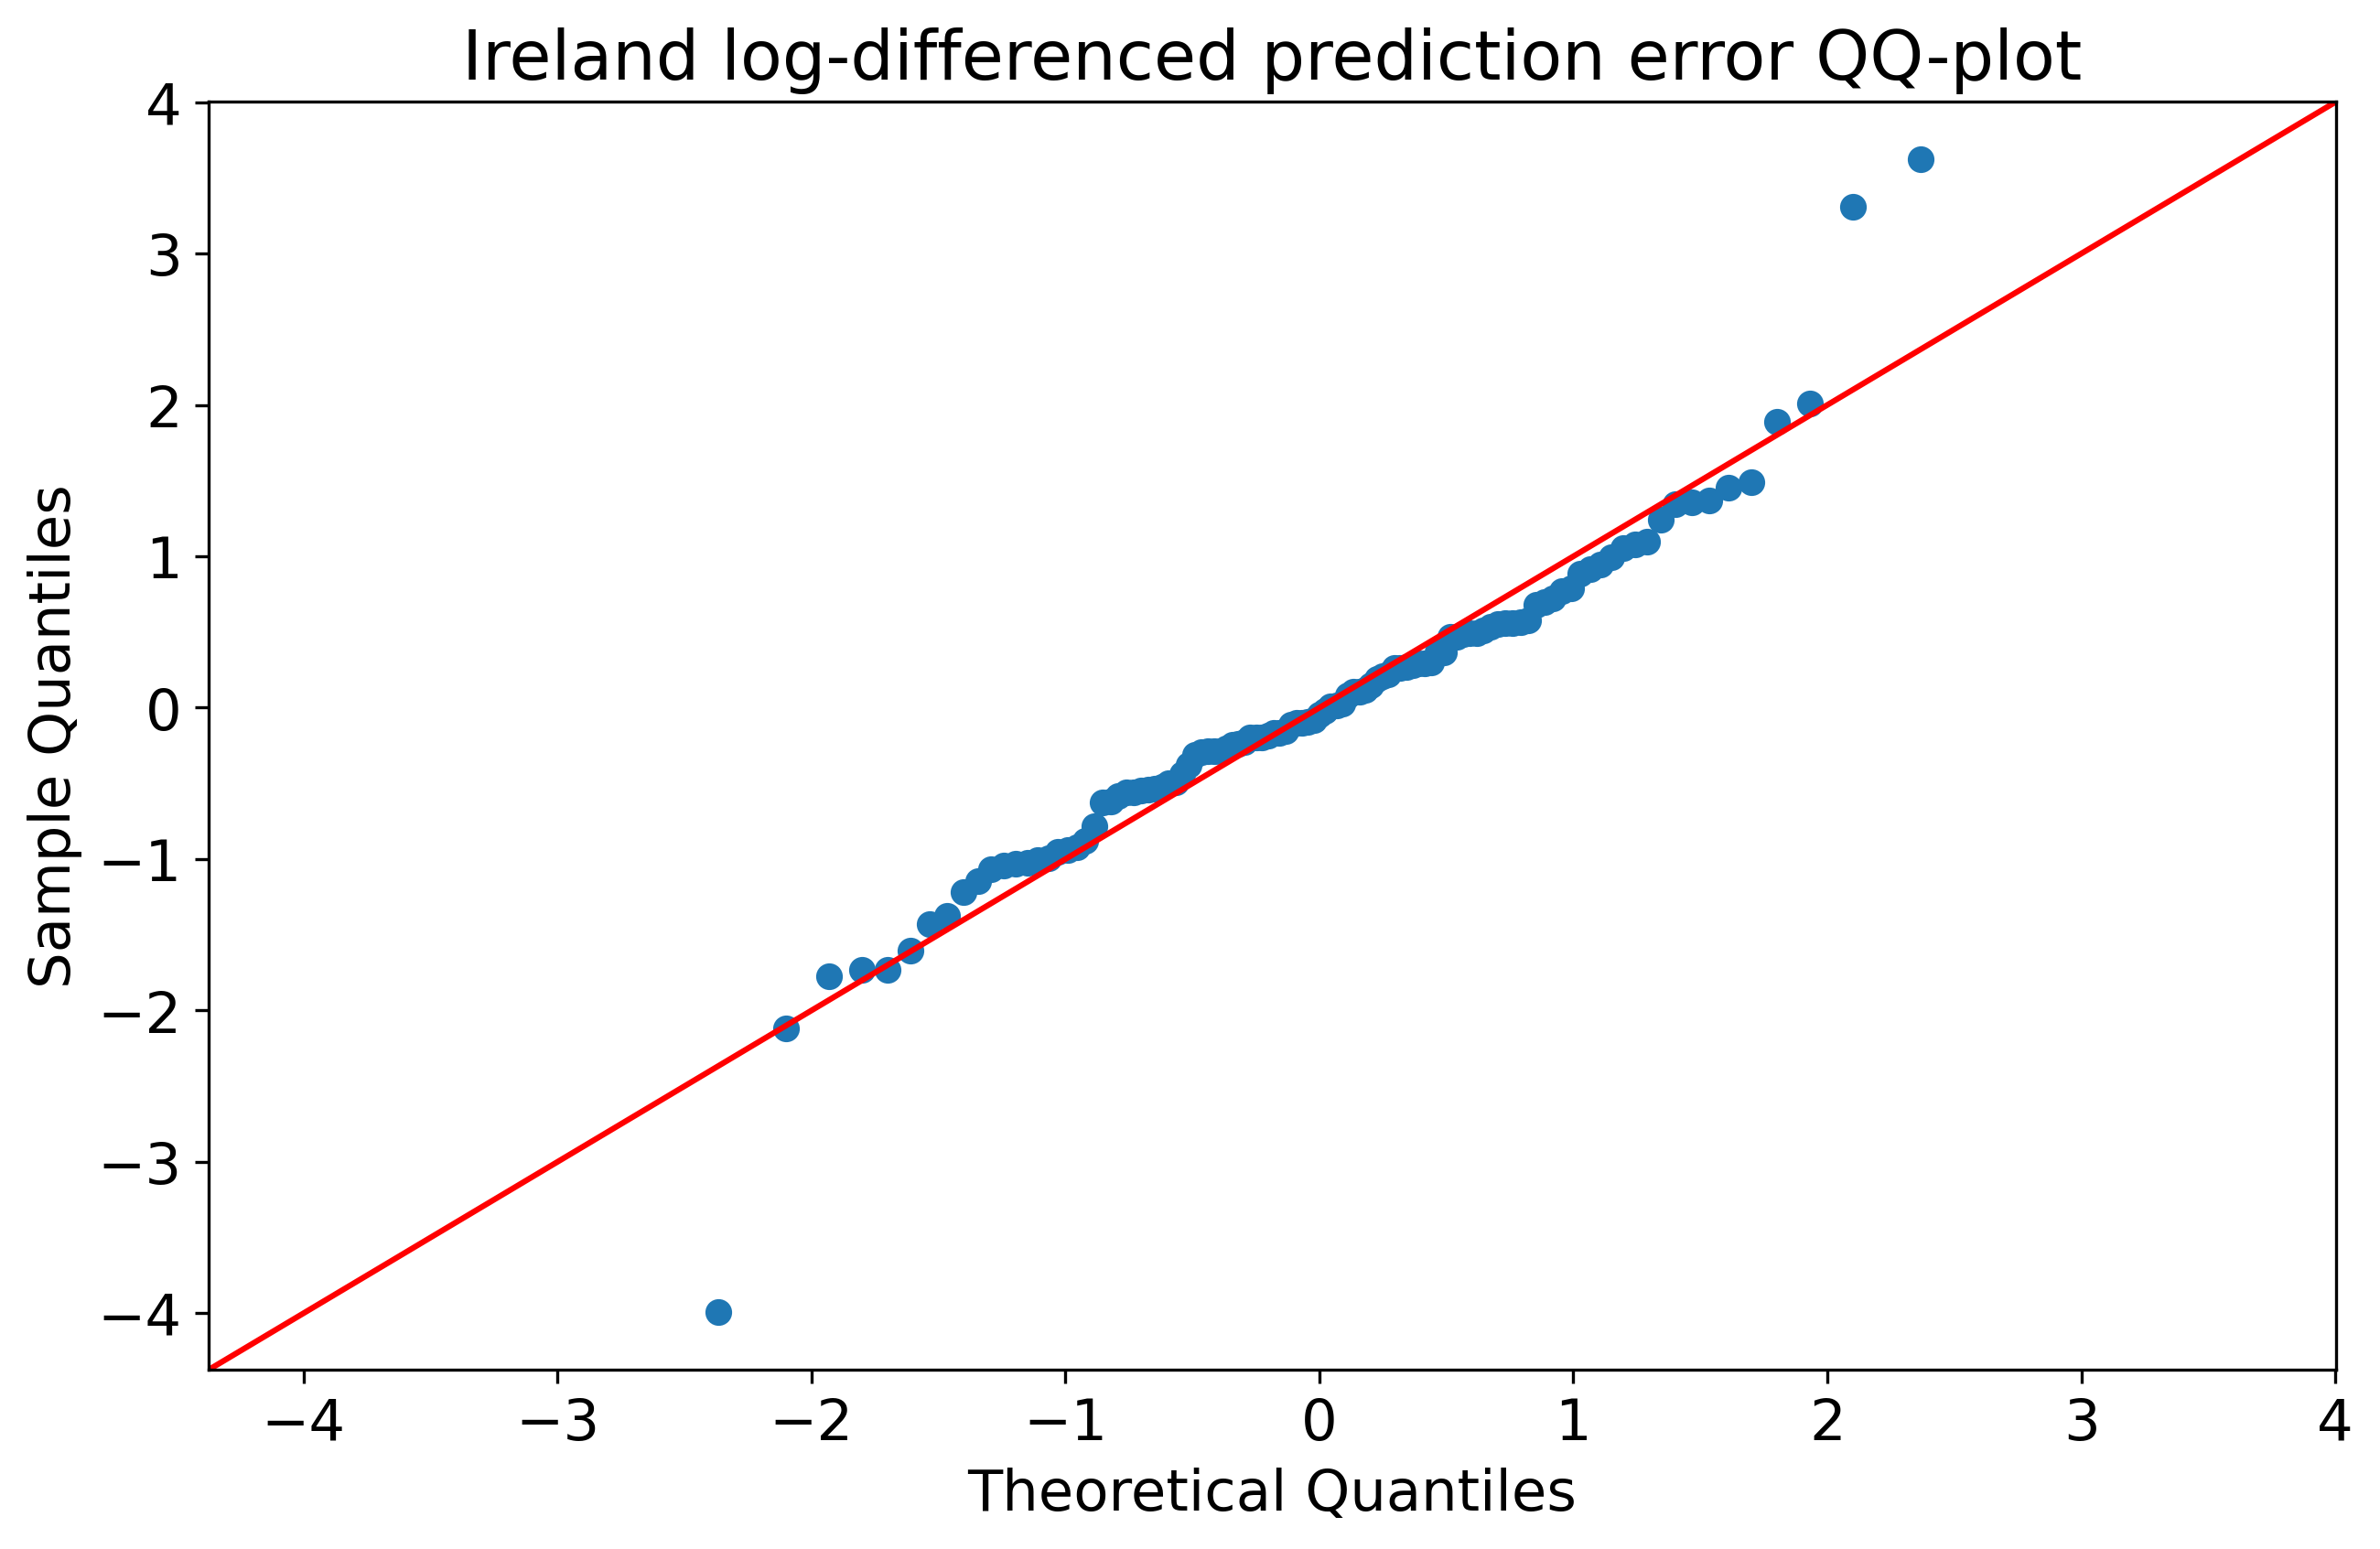 Ireland log-differenced prediction error QQ-plot
4
3
2
1
0
−1
−2
−3
−4
Sample Quantiles
−4 −3 −2 −1 0 1 2 3 4
Theoretical Quantiles